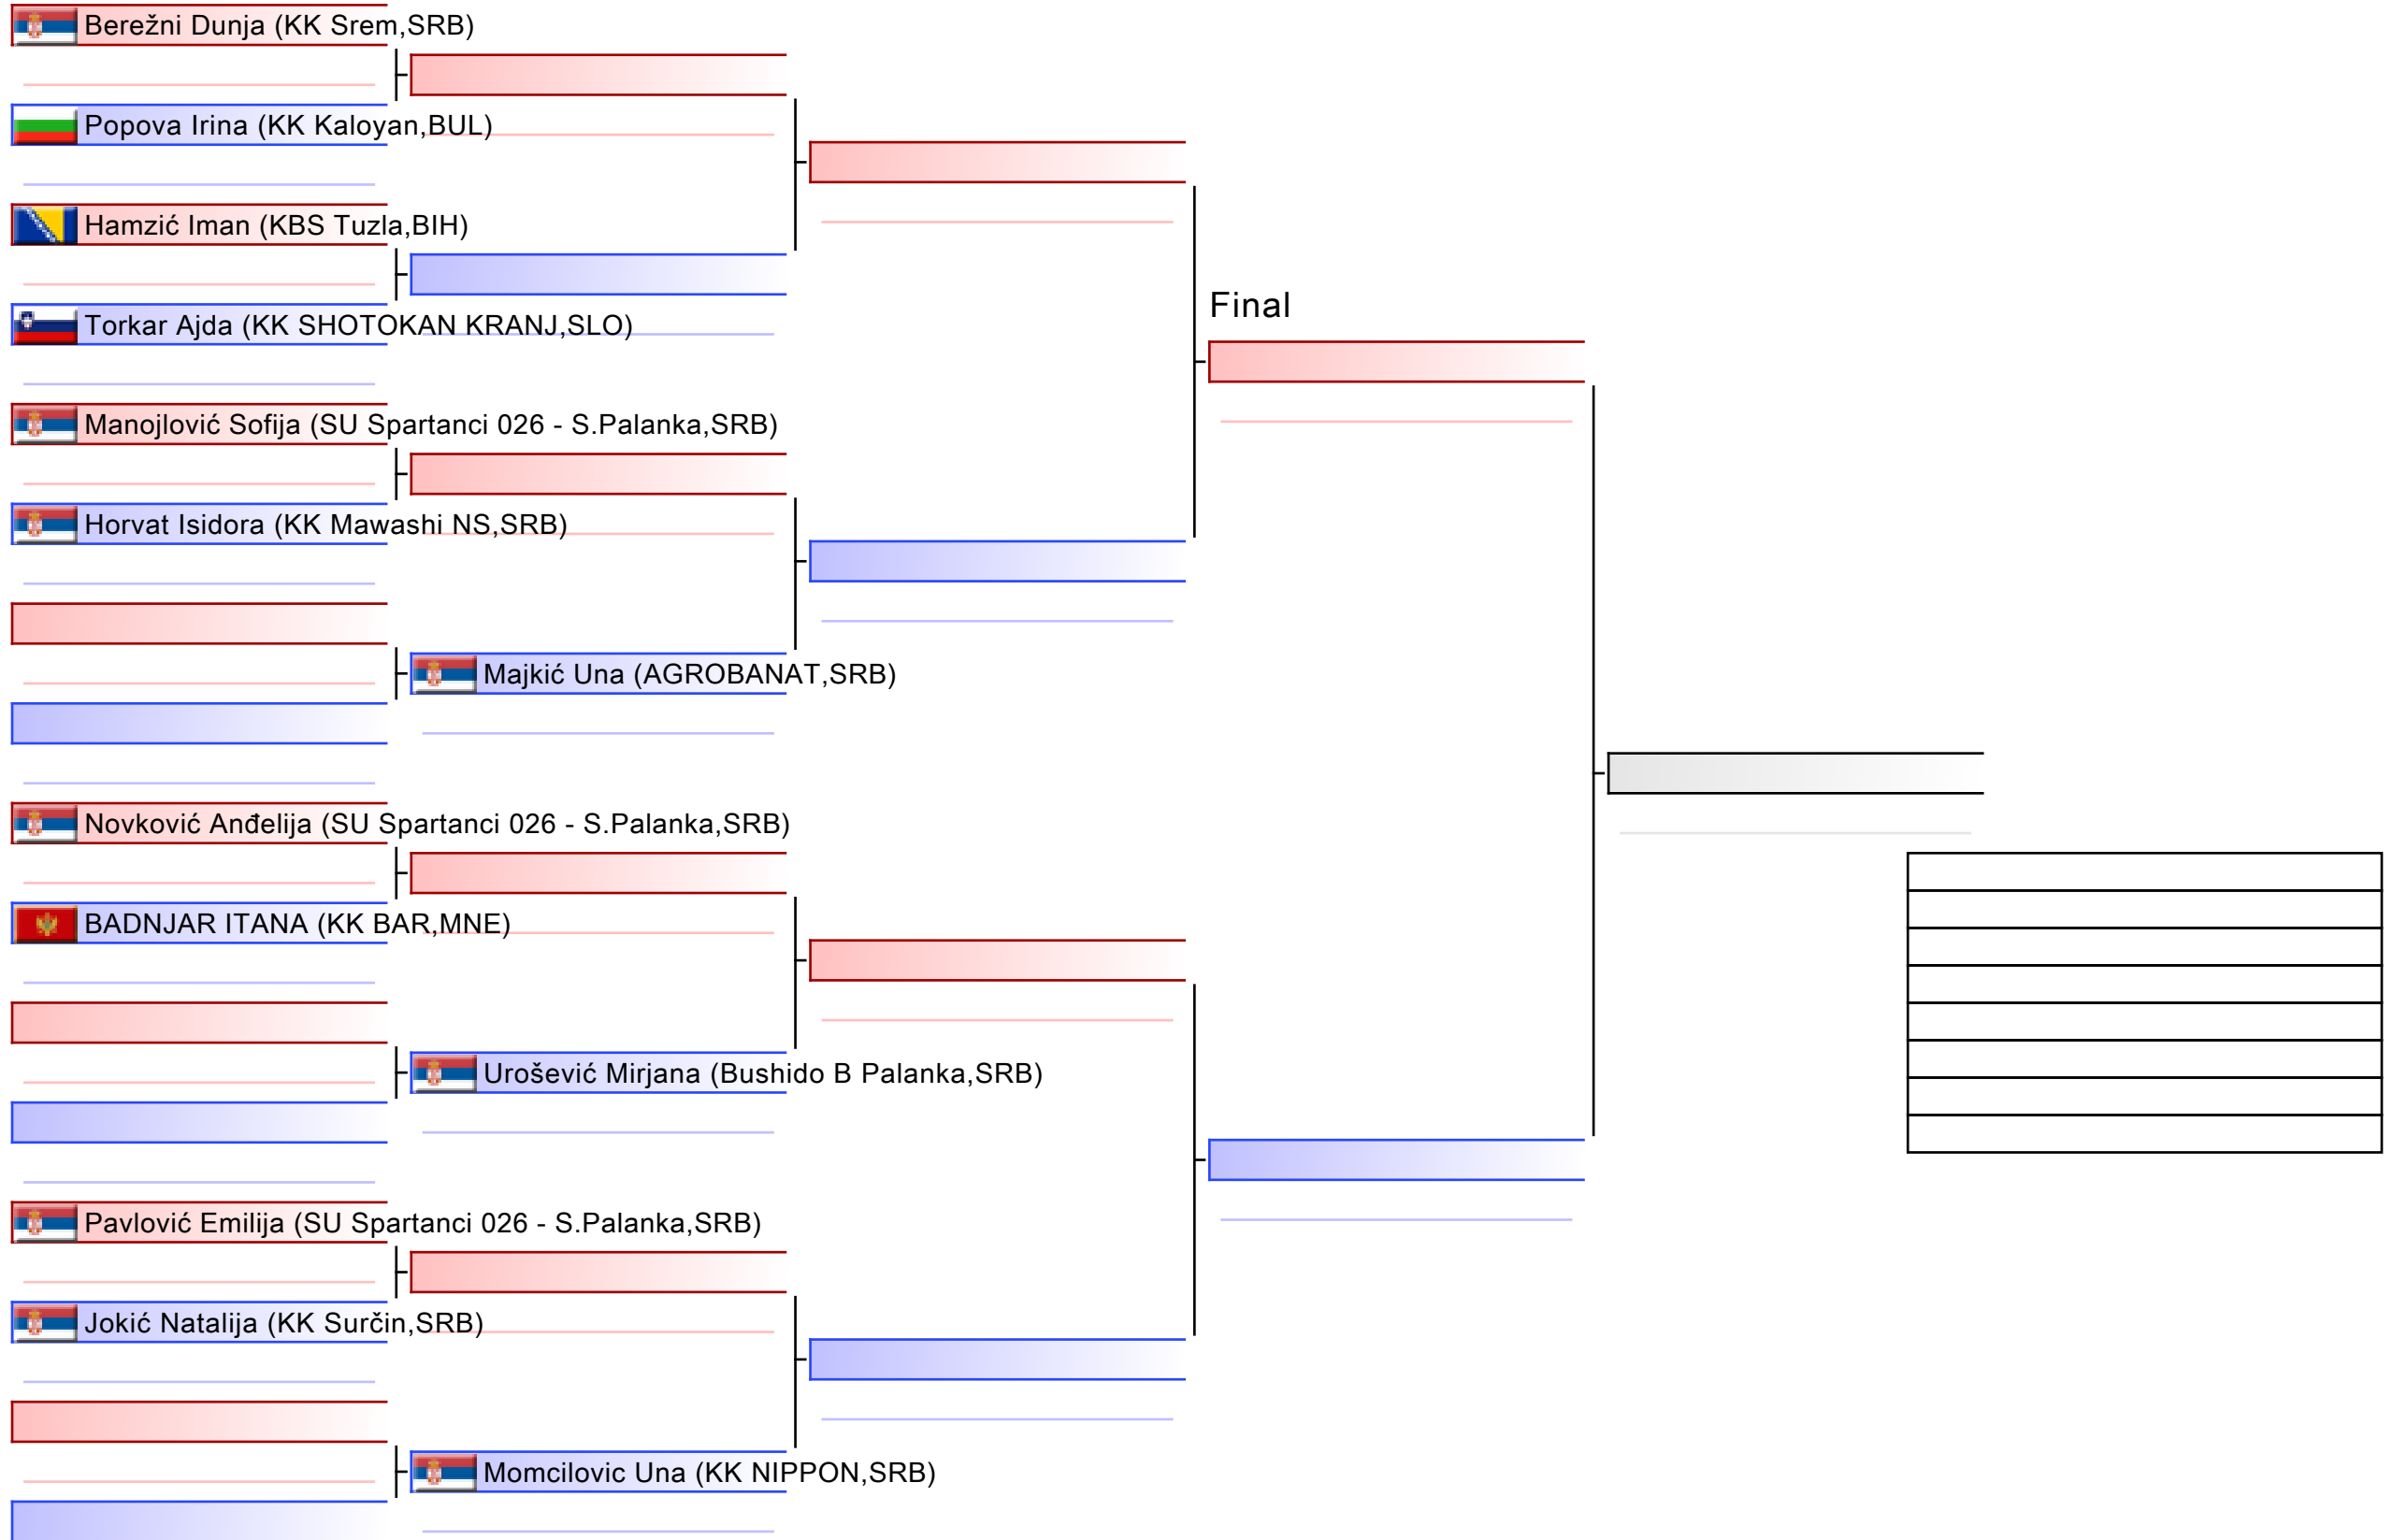 Berežni Dunja (KK Srem,SRB)
Popova Irina (KK Kaloyan,BUL)
Hamzić Iman (KBS Tuzla,BIH)
Final
Torkar Ajda (KK SHOTOKAN KRANJ,SLO)
Manojlović Sofija (SU Spartanci 026 - S.Palanka,SRB)
Horvat Isidora (KK Mawashi NS,SRB)
Majkić Una (AGROBANAT,SRB)
Novković Anđelija (SU Spartanci 026 - S.Palanka,SRB)
BADNJAR ITANA (KK BAR,MNE)
Urošević Mirjana (Bushido B Palanka,SRB)
Pavlović Emilija (SU Spartanci 026 - S.Palanka,SRB)
Jokić Natalija (KK Surčin,SRB)
Momcilovic Una (KK NIPPON,SRB)